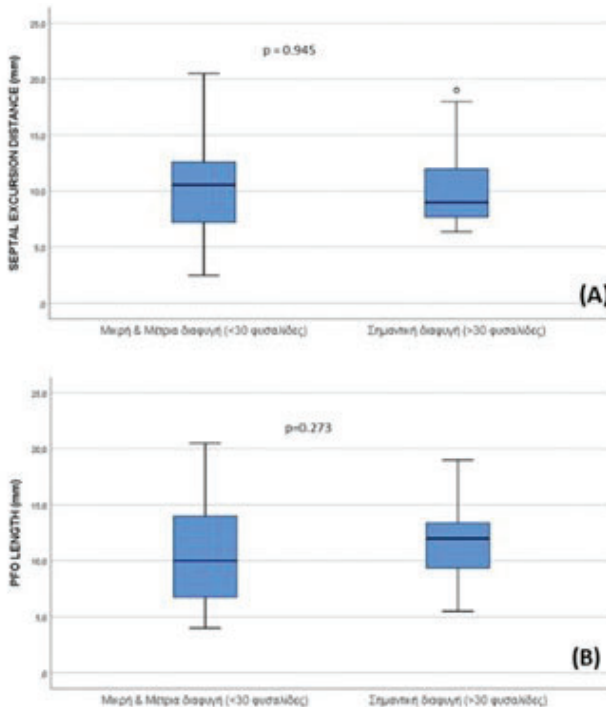 25,0
p = 0.945
20,0
15,0
10,0
5,0
,0
SEPTAL EXCURSION DISTANCE (mm)
(A)
Μικρή & Μέτρια διαφυγή (<30 φυσαλίδες)
Σημαντική διαφυγή (>30 φυσαλίδες)
25,0
p=0.273
20,0
15,0
10,0
5,0
,0
PFO LENGTH (mm)
(B)
Μικρή & Μέτρια διαφυγή (<30 φυσαλίδες)
Σημαντική διαφυγή (>30 φυσαλίδες)